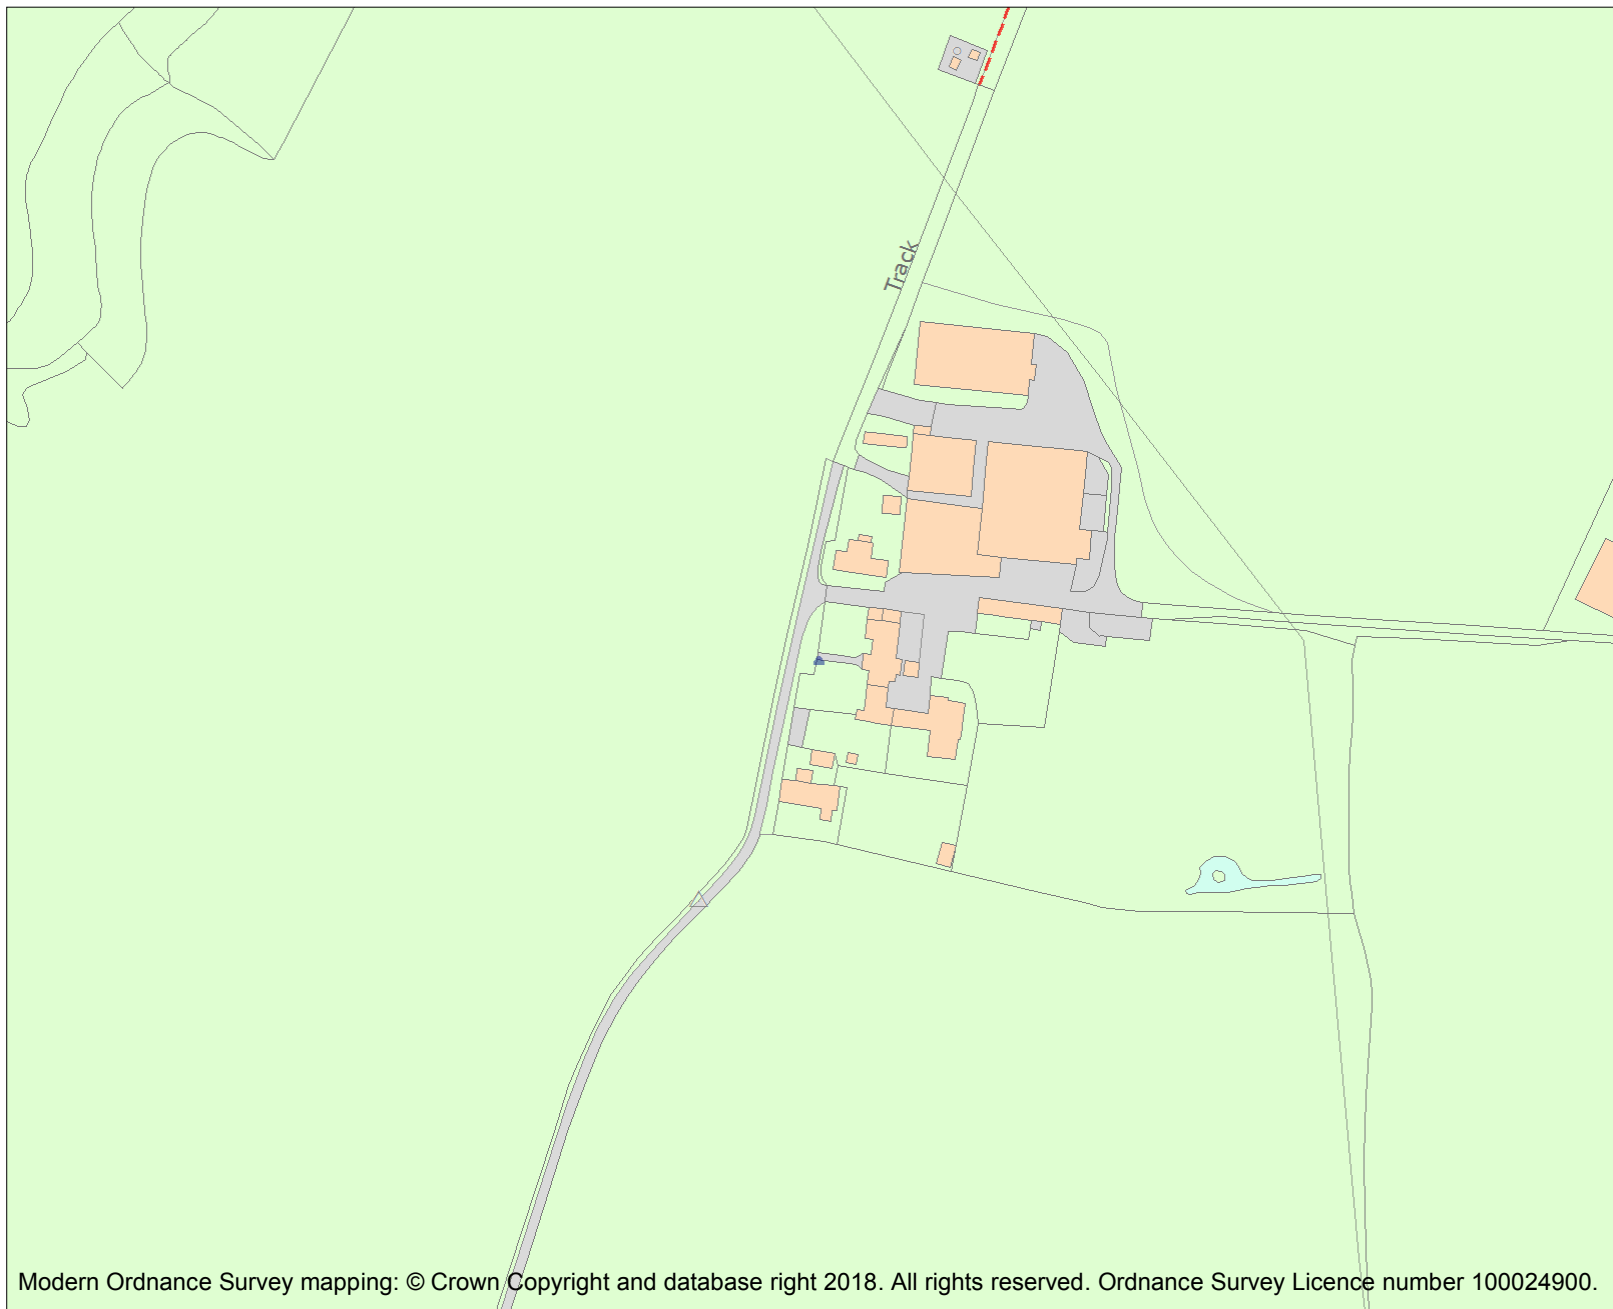 Track
Modern Ordnance Survey mapping: © Crown Copyright and database right 2018. All rights reserved. Ordnance Survey Licence number 100024900.